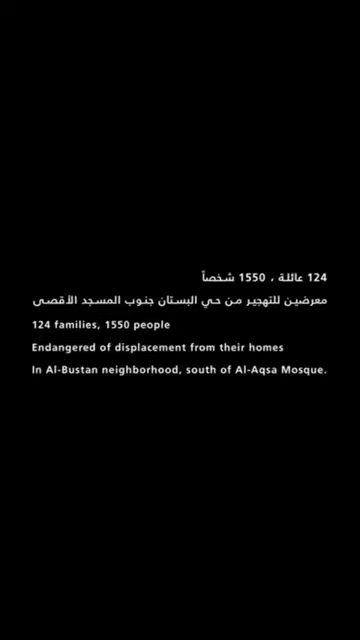 124 عائلة ، 1550 شخصاً
معرضين للتهجير من حي البستان جنوب المسجد الأقصى
124 families, 1550 people
Endangered of displacement from their homes
In Al-Bustan neighborhood, south of Al-Aqsa Mosque.